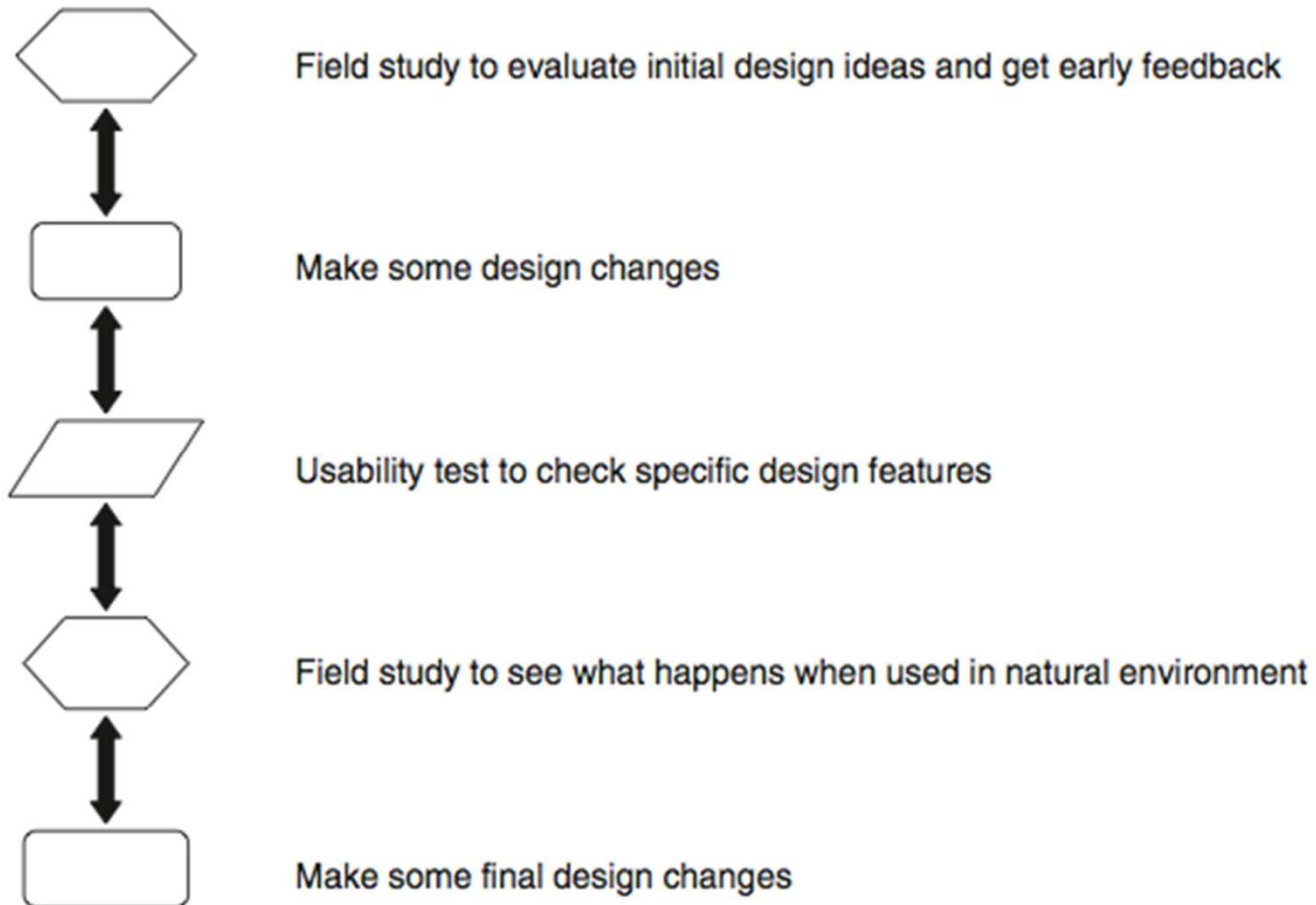 Field study to evaluate initial design ideas and get early feedback
Make some design changes
Usability test to check specific design features
Field study to see what happens when used in natural environment
Make some final design changes